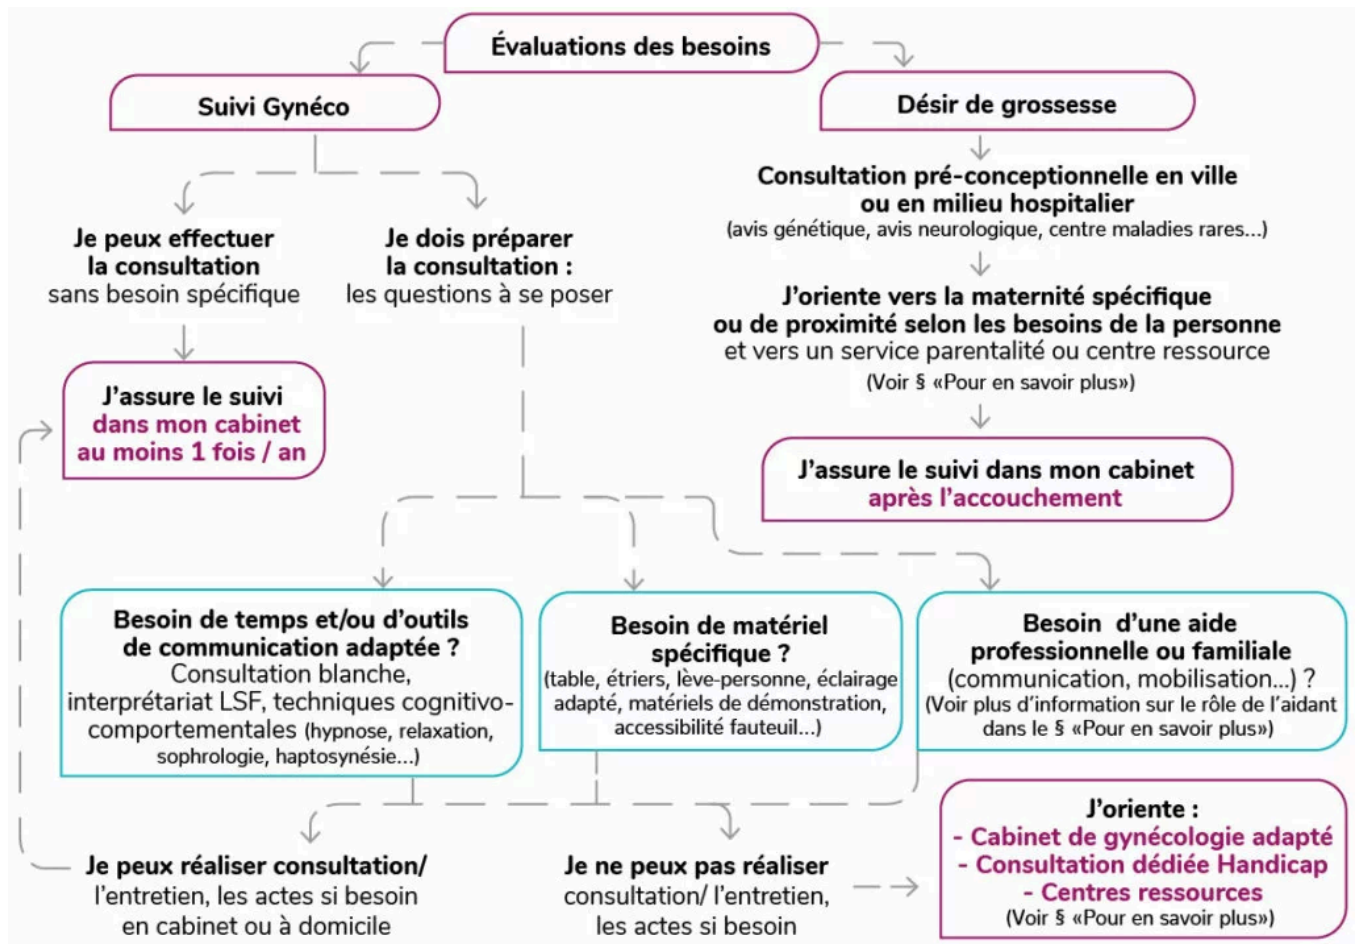 Évaluations des besoins
Suivi Gynéco
Désir de grossesse
Consultation pré-conceptionnelle en ville
ou en milieu hospitalier
(avis génétique, avis neurologique, centre maladies rares...)
Je peux effectuer
la consultation
sans besoin spécifique
Je dois préparer
la consultation :
les questions à se poser
J'oriente vers la maternité spécifique
ou de proximité selon les besoins de la personne
et vers un service parentalité ou centre ressource
(Voir § «Pour en savoir plus»)
J'assure le suivi
dans mon cabinet
au moins 1 fois / an
J'assure le suivi dans mon cabinet
après l'accouchement
Besoin de temps et/ou d'outils
de communication adaptée ?
Consultation blanche,
interprétariat LSF, techniques cognitivo-
comportementales (hypnose, relaxation,
sophrologie, haptosynésie...)
Besoin de matériel
spécifique ?
(table, étriers, lève-personne, éclairage
adapté, matériels de démonstration,
accessibilité fauteuil...)
Besoin d'une aide
professionnelle ou familiale
(communication, mobilisation...) ?
(Voir plus d'information sur le rôle de l'aidant
dans le § «Pour en savoir plus»)
Je peux réaliser consultation/
l'entretien, les actes si besoin
en cabinet ou à domicile
Je ne peux pas réaliser
consultation/ l'entretien,
les actes si besoin
J'oriente :
- Cabinet de gynécologie adapté
- Consultation dédiée Handicap
- Centres ressources
(Voir § «Pour en savoir plus»)